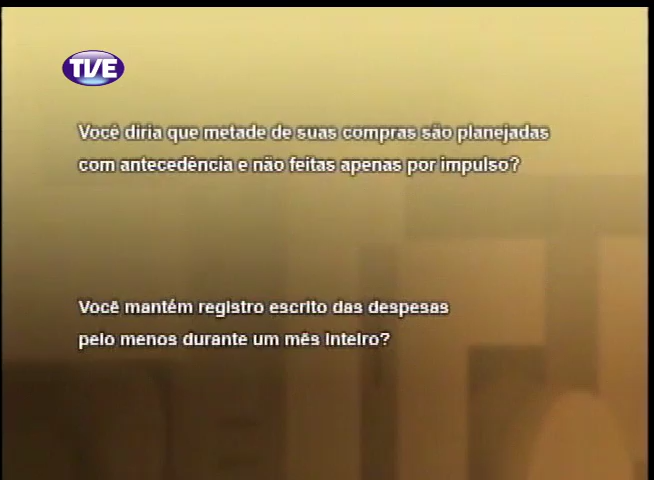 TVE
Você diria que metade de suas compras são planejadas
com antecedência e não feitas apenas por impulso?
Você mantém registro escrito das despesas
pelo menos durante um mês inteiro?